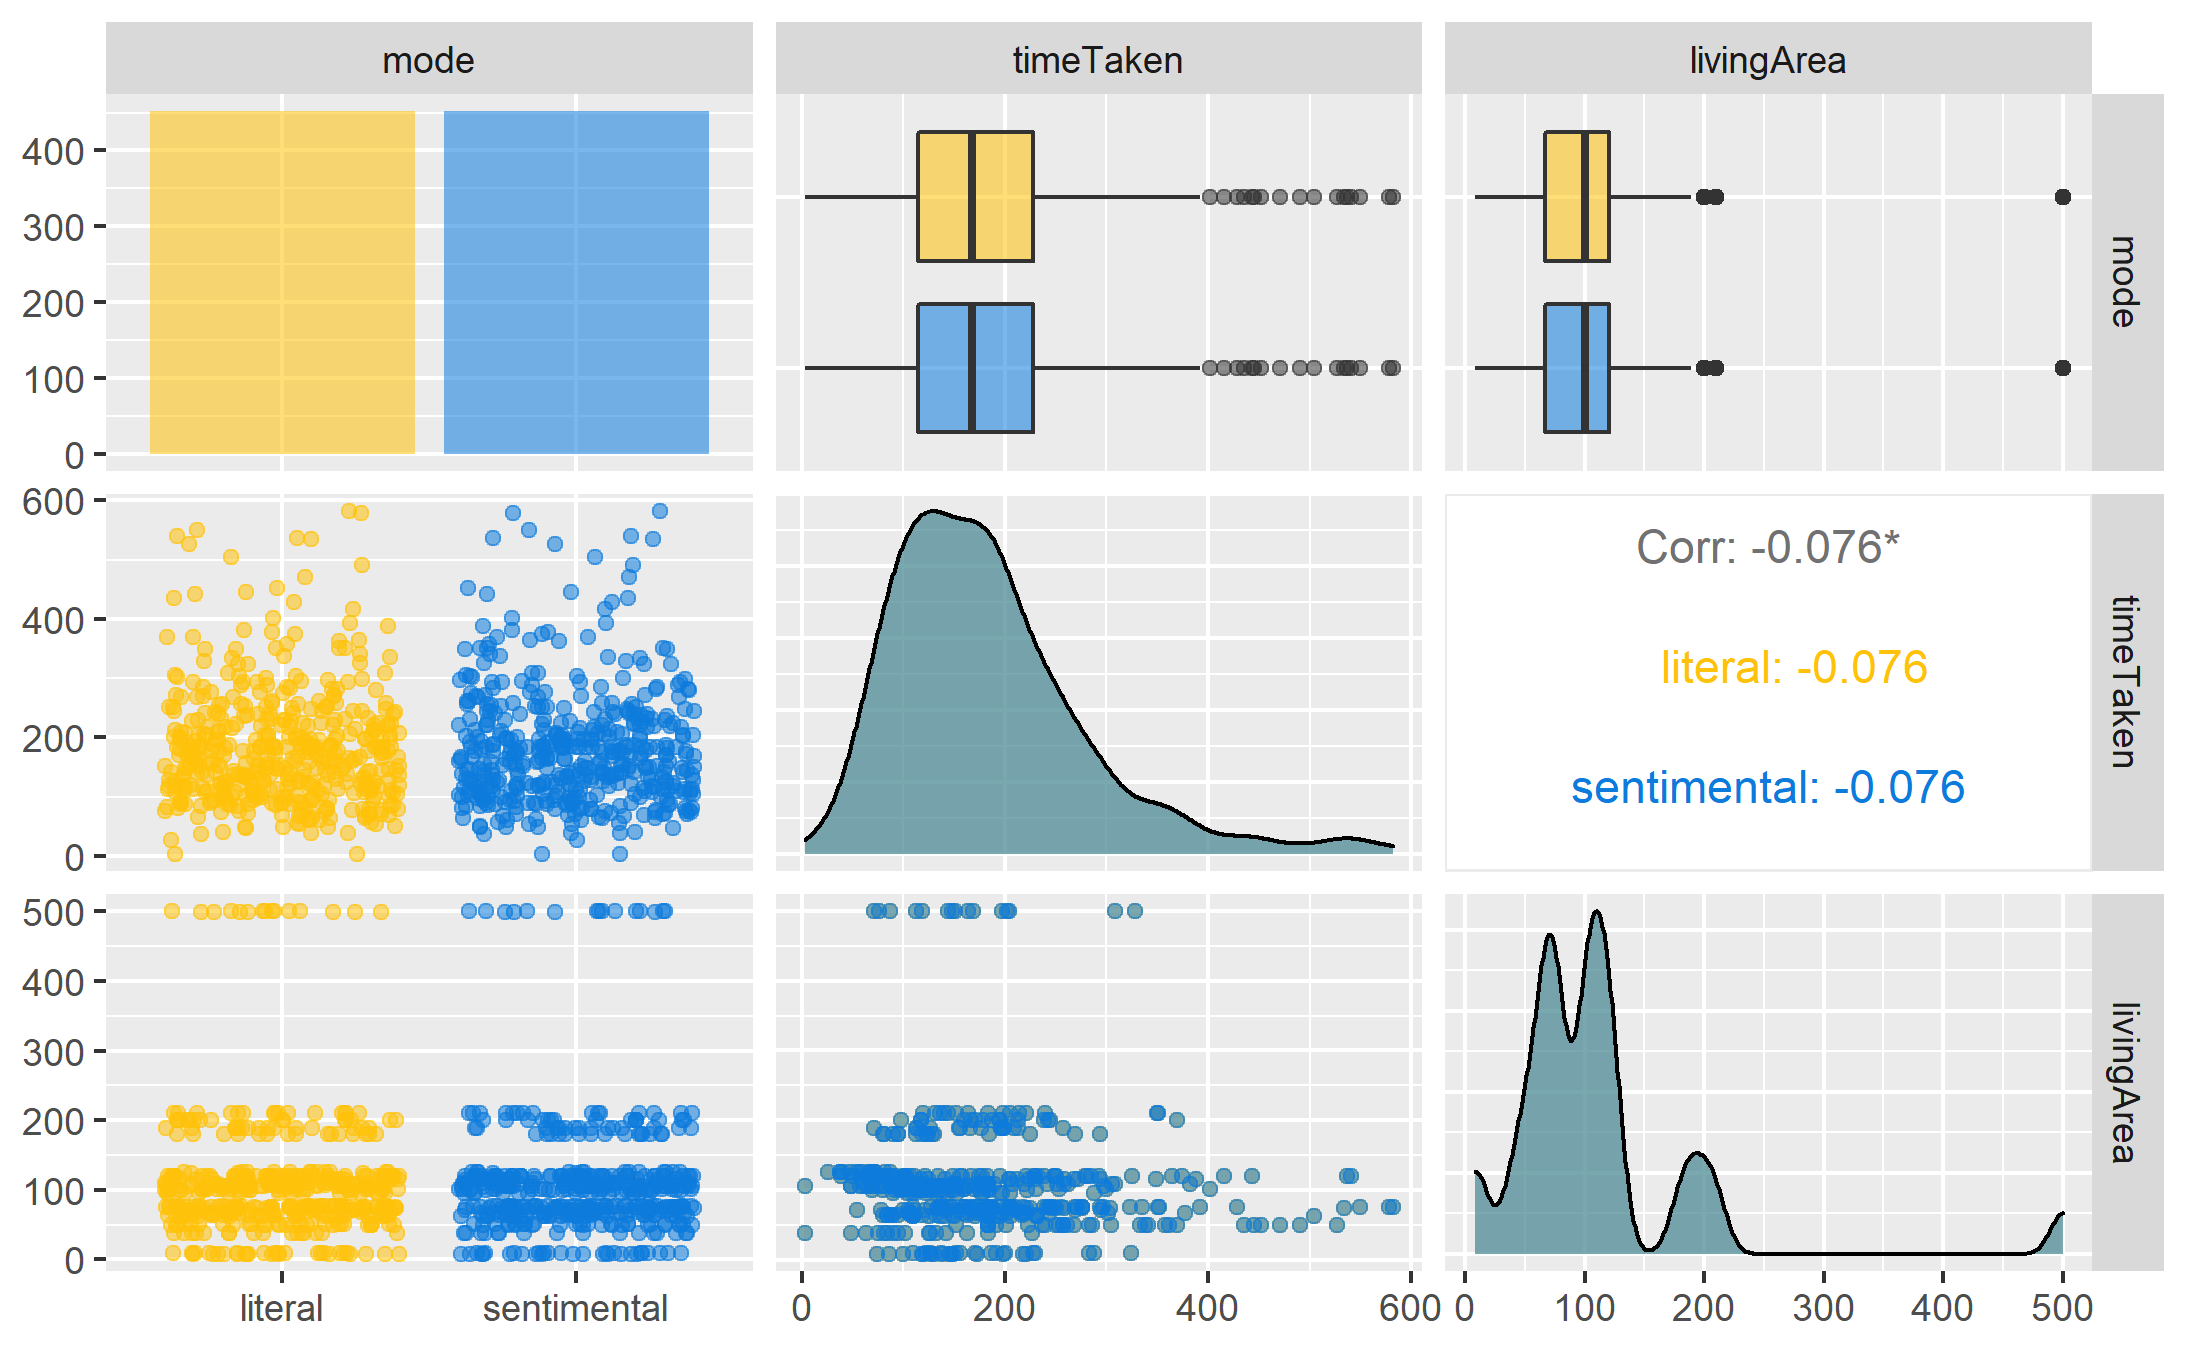 mode timeTaken livingArea
400
300
200
100
0
mode
600
400
200
0
Corr: -0.076*
literal: -0.076
sentimental: -0.076
timeTaken
500
400
300
200
100
0
livingArea
literal sentimental 0 200 400 600 0 100 200 300 400 500